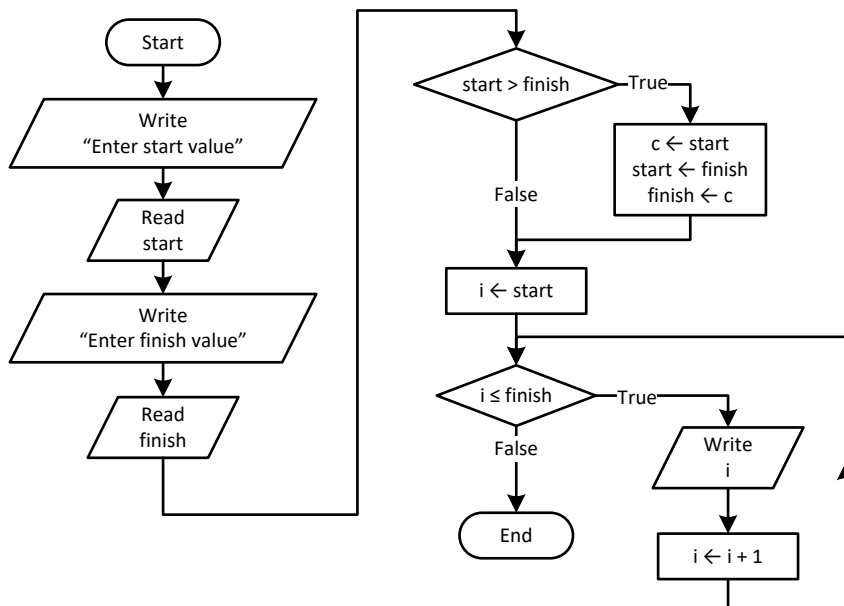 Start
Write
“Enter start value”
Read
start
Write
“Enter finish value”
Read
finish
start > finish
True
c ← start
start ← finish
finish ← c
False
i ← start
i ≤ finish
True
Write
i
i ← i + 1
False
End